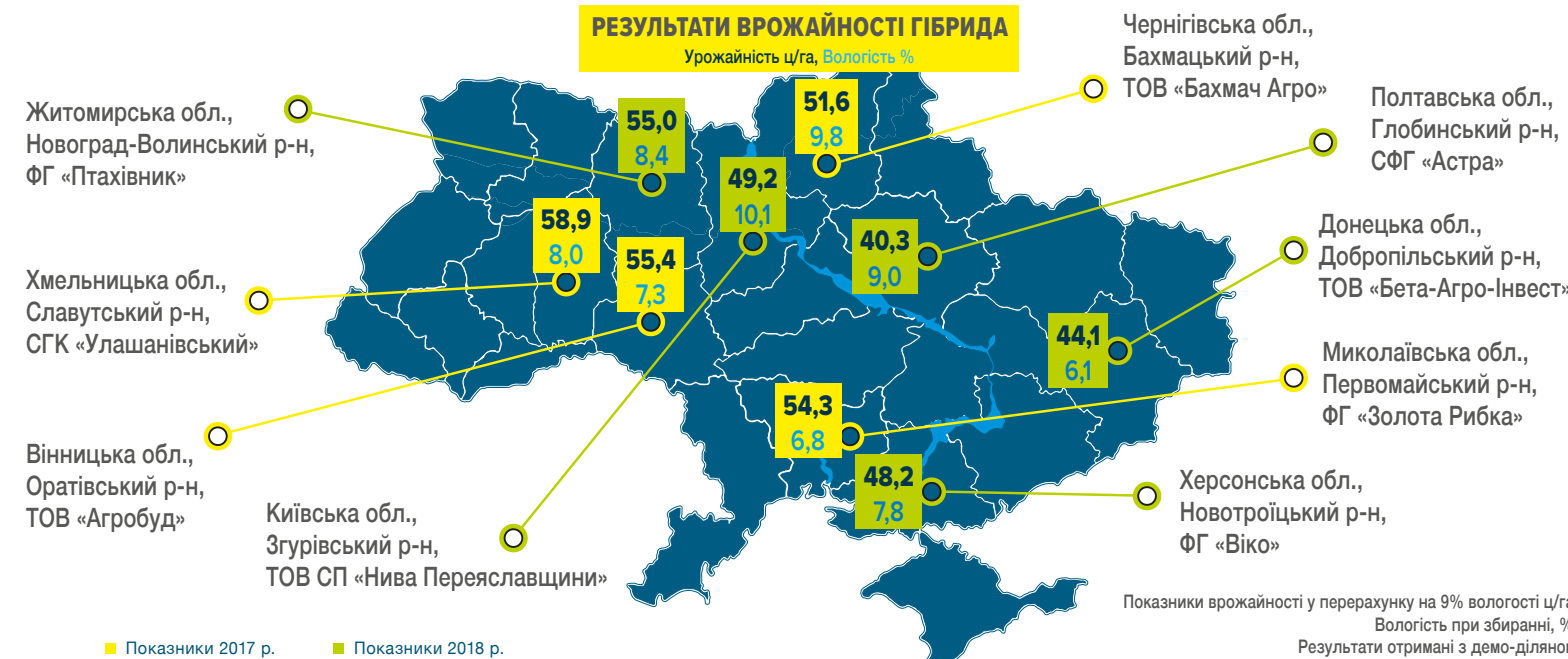 РЕЗУЛЬТАТИ ВРОЖАЙНОСТІ ГІБРИДА
Урожайність ц/га, Вологість %
Житомирська обл.,
Новоград-Волинський р-н,
ФГ «Птахівник»
55,0
8,4
Хмельницька обл.,
Славутський р-н,
СГК «Улашанівський»
58,9
8,0
Вінницька обл.,
Оратівський р-н,
ТОВ «Агробуд»
55,4
7,3
Київська обл.,
Згурівський р-н,
ТОВ СП «Нива Переяславщини»
49,2
10,1
Чернігівська обл.,
Бахмацький р-н,
ТОВ «Бахмач Агро»
51,6
9,8
Полтавська обл.,
Глобинський р-н,
СФГ «Астра»
40,3
9,0
Донецька обл.,
Добропільський р-н,
ТОВ «Бета-Агро-Інвест»
44,1
6,1
Миколаївська обл.,
Первомайський р-н,
ФГ «Золота Рибка»
54,3
6,8
Херсонська обл.,
Новотроїцький р-н,
ФГ «Віко»
48,2
7,8
Показники врожайності у перерахунку на 9% вологості ц/га
Вологість при збиранні, %
Результати отримані з демо-ділянок
Показники 2017 р.
Показники 2018 р.